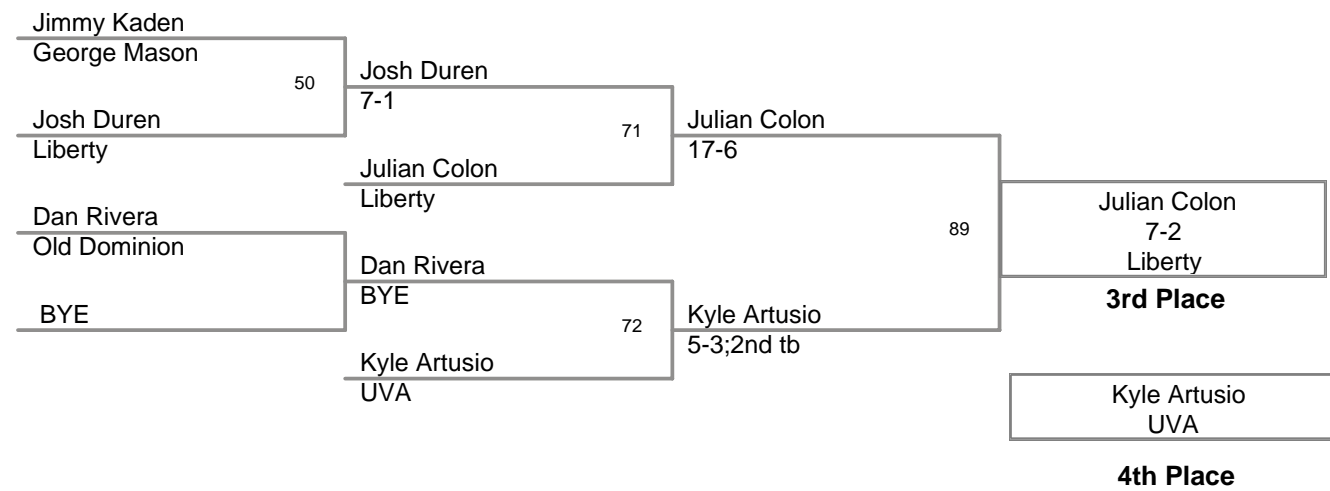 Jimmy Kaden
George Mason
50
Josh Duren
7-1
Josh Duren
Liberty
71
Julian Colon
17-6
Julian Colon
Liberty
Dan Rivera
Old Dominion
89
Julian Colon
7-2
Liberty
3rd Place
Dan Rivera
BYE
BYE
72
Kyle Artusio
5-3;2nd tb
Kyle Artusio
UVA
Kyle Artusio
UVA
4th Place